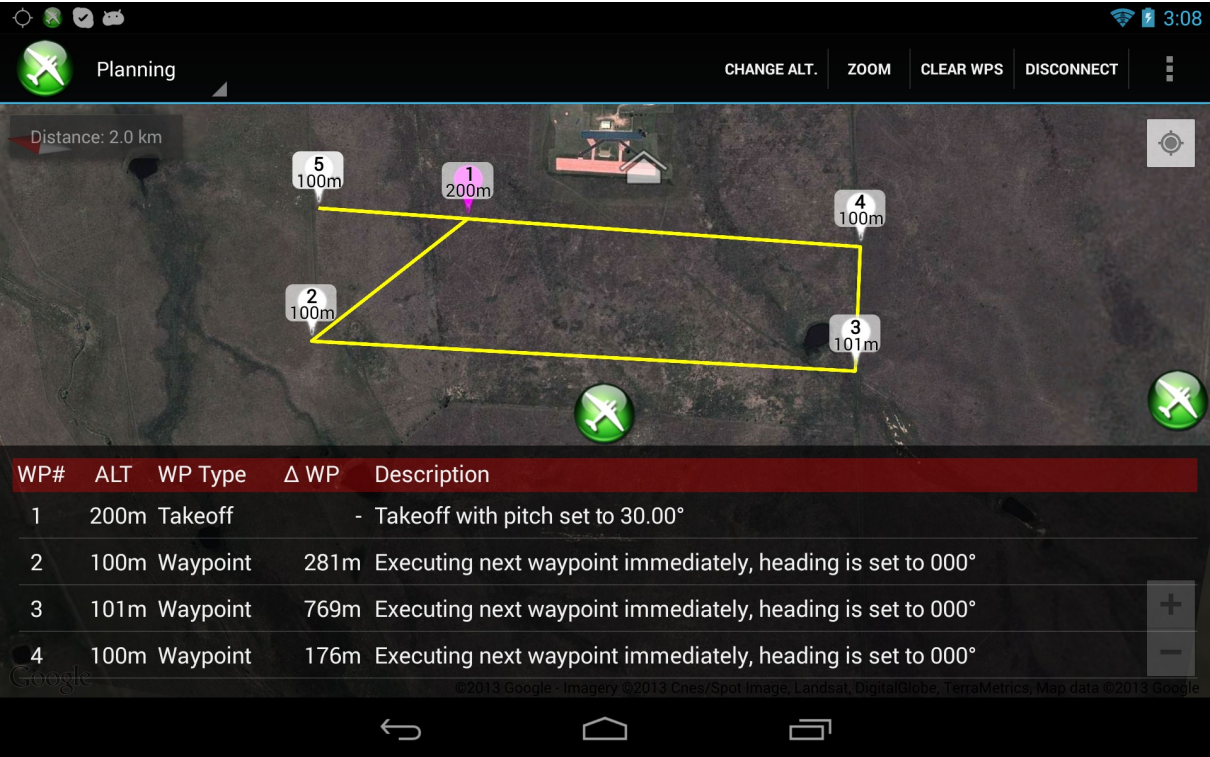 3:08
Planning
CHANGE ALT. ZOOM CLEAR WPS DISCONNECT
Distance: 2.0 km
5
100m
1
200m
4
100m
2
100m
3
101m
WP# ALT WP Type Δ WP Description
1 200m Takeoff - Takeoff with pitch set to 30.00°
2 100m Waypoint 281m Executing next waypoint immediately, heading is set to 000°
3 101m Waypoint 769m Executing next waypoint immediately, heading is set to 000°
4 100m Waypoint 176m Executing next waypoint immediately, heading is set to 000°
Google
©2013 Google - Imagery ©2013 Cnes/Spot Image, Landsat, DigitalGlobe, TerraMetrics, Map data ©2013 Google